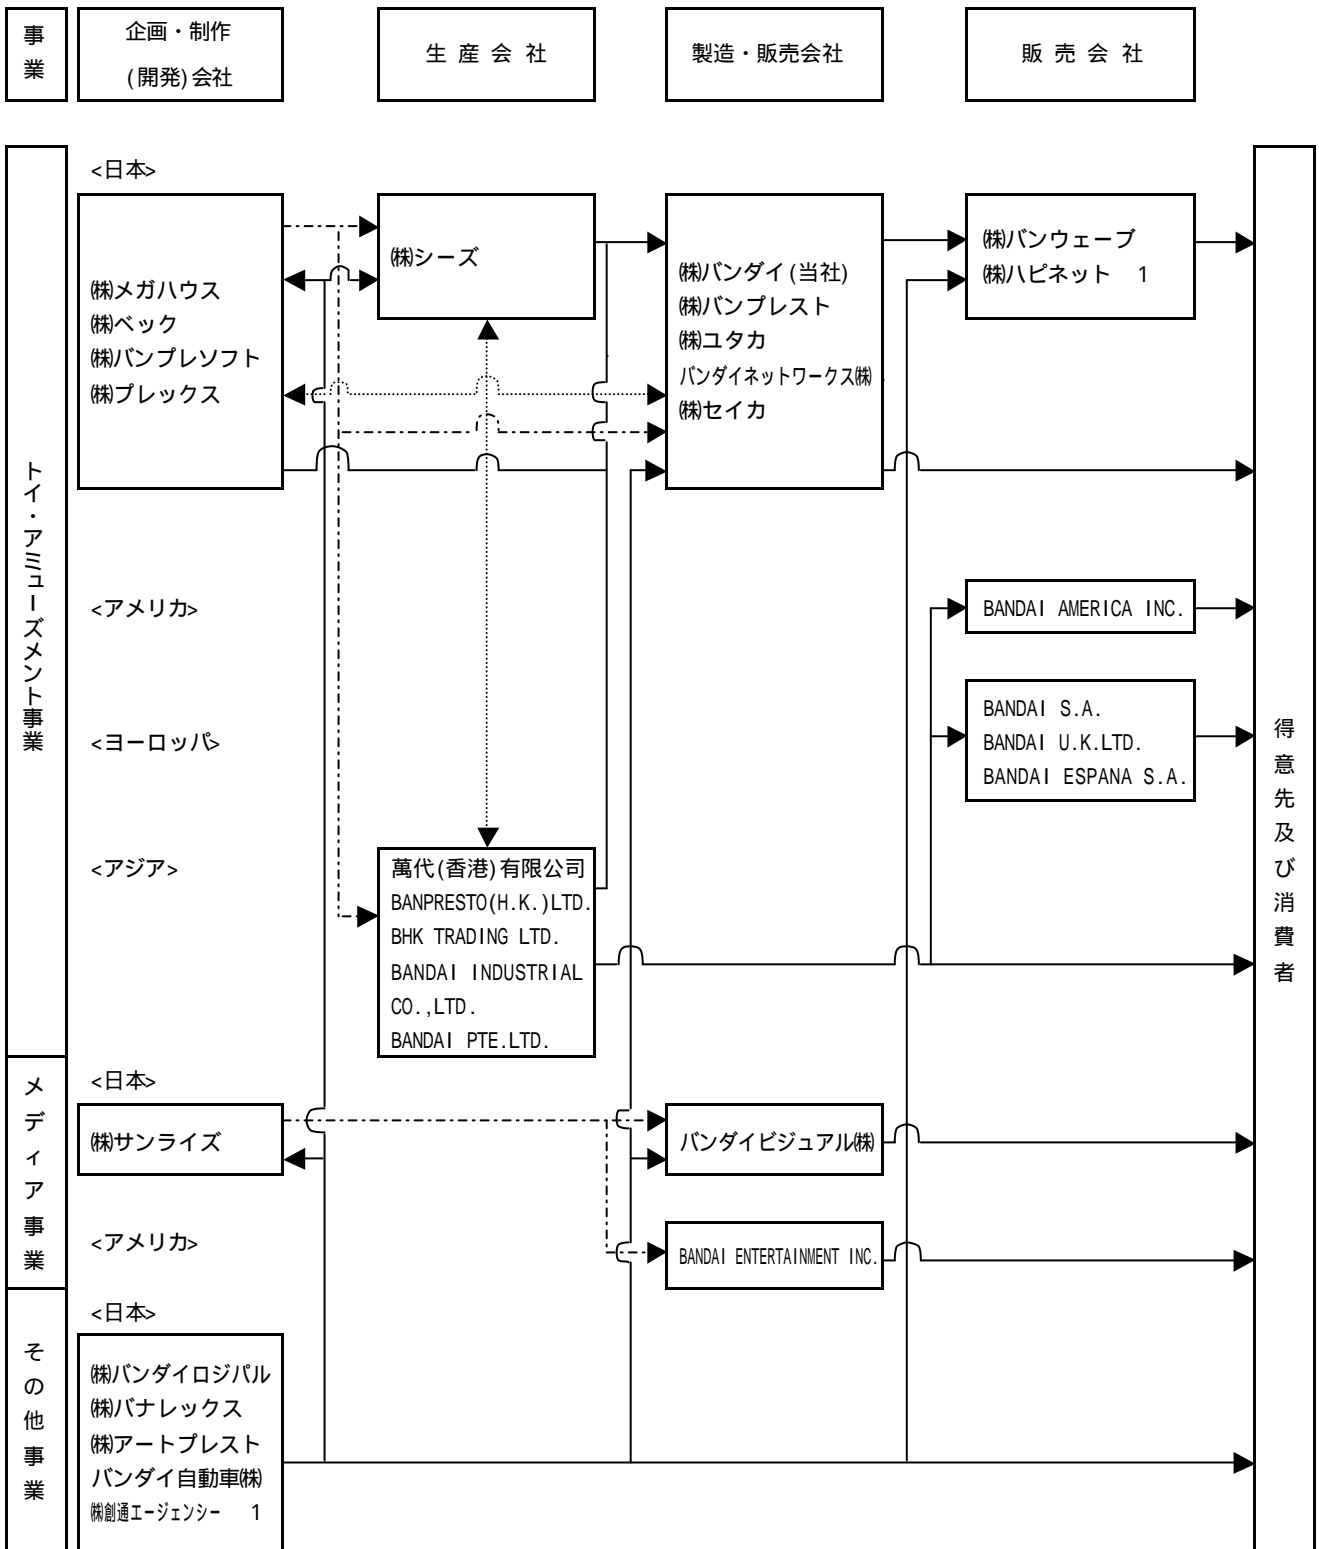 事業
企画・制作
(開発)会社
生産会社
製造・販売会社
販売会社
トイ・アミューズメント事業
<日本>
㈱メガハウス
㈱ベック
㈱バンプレソフト
㈱プレックス
㈱シーズ
㈱バンダイ(当社)
㈱バンプレスト
㈱ユタカ
バンダイネットワークス㈱
㈱セイカ
㈱バンウェーブ
㈱ハピネット 1
<アメリカ>
BANDAI AMERICA INC.
<ヨーロッパ>
BANDAI S.A.
BANDAI U.K.LTD.
BANDAI ESPANA S.A.
<アジア>
萬代(香港)有限公司
BANPRESTO(H.K.)LTD.
BHK TRADING LTD.
BANDAI INDUSTRIAL
CO.,LTD.
BANDAI PTE.LTD.
得意先及び消費者
メディア事業
<日本>
㈱サンライズ
バンダイビジュアル㈱
<アメリカ>
BANDAI ENTERTAINMENT INC.
その他事業
<日本>
㈱バンダイロジパル
㈱バナレックス
㈱アートプレスト
バンダイ自動車㈱
㈱創通エージェンシー 1